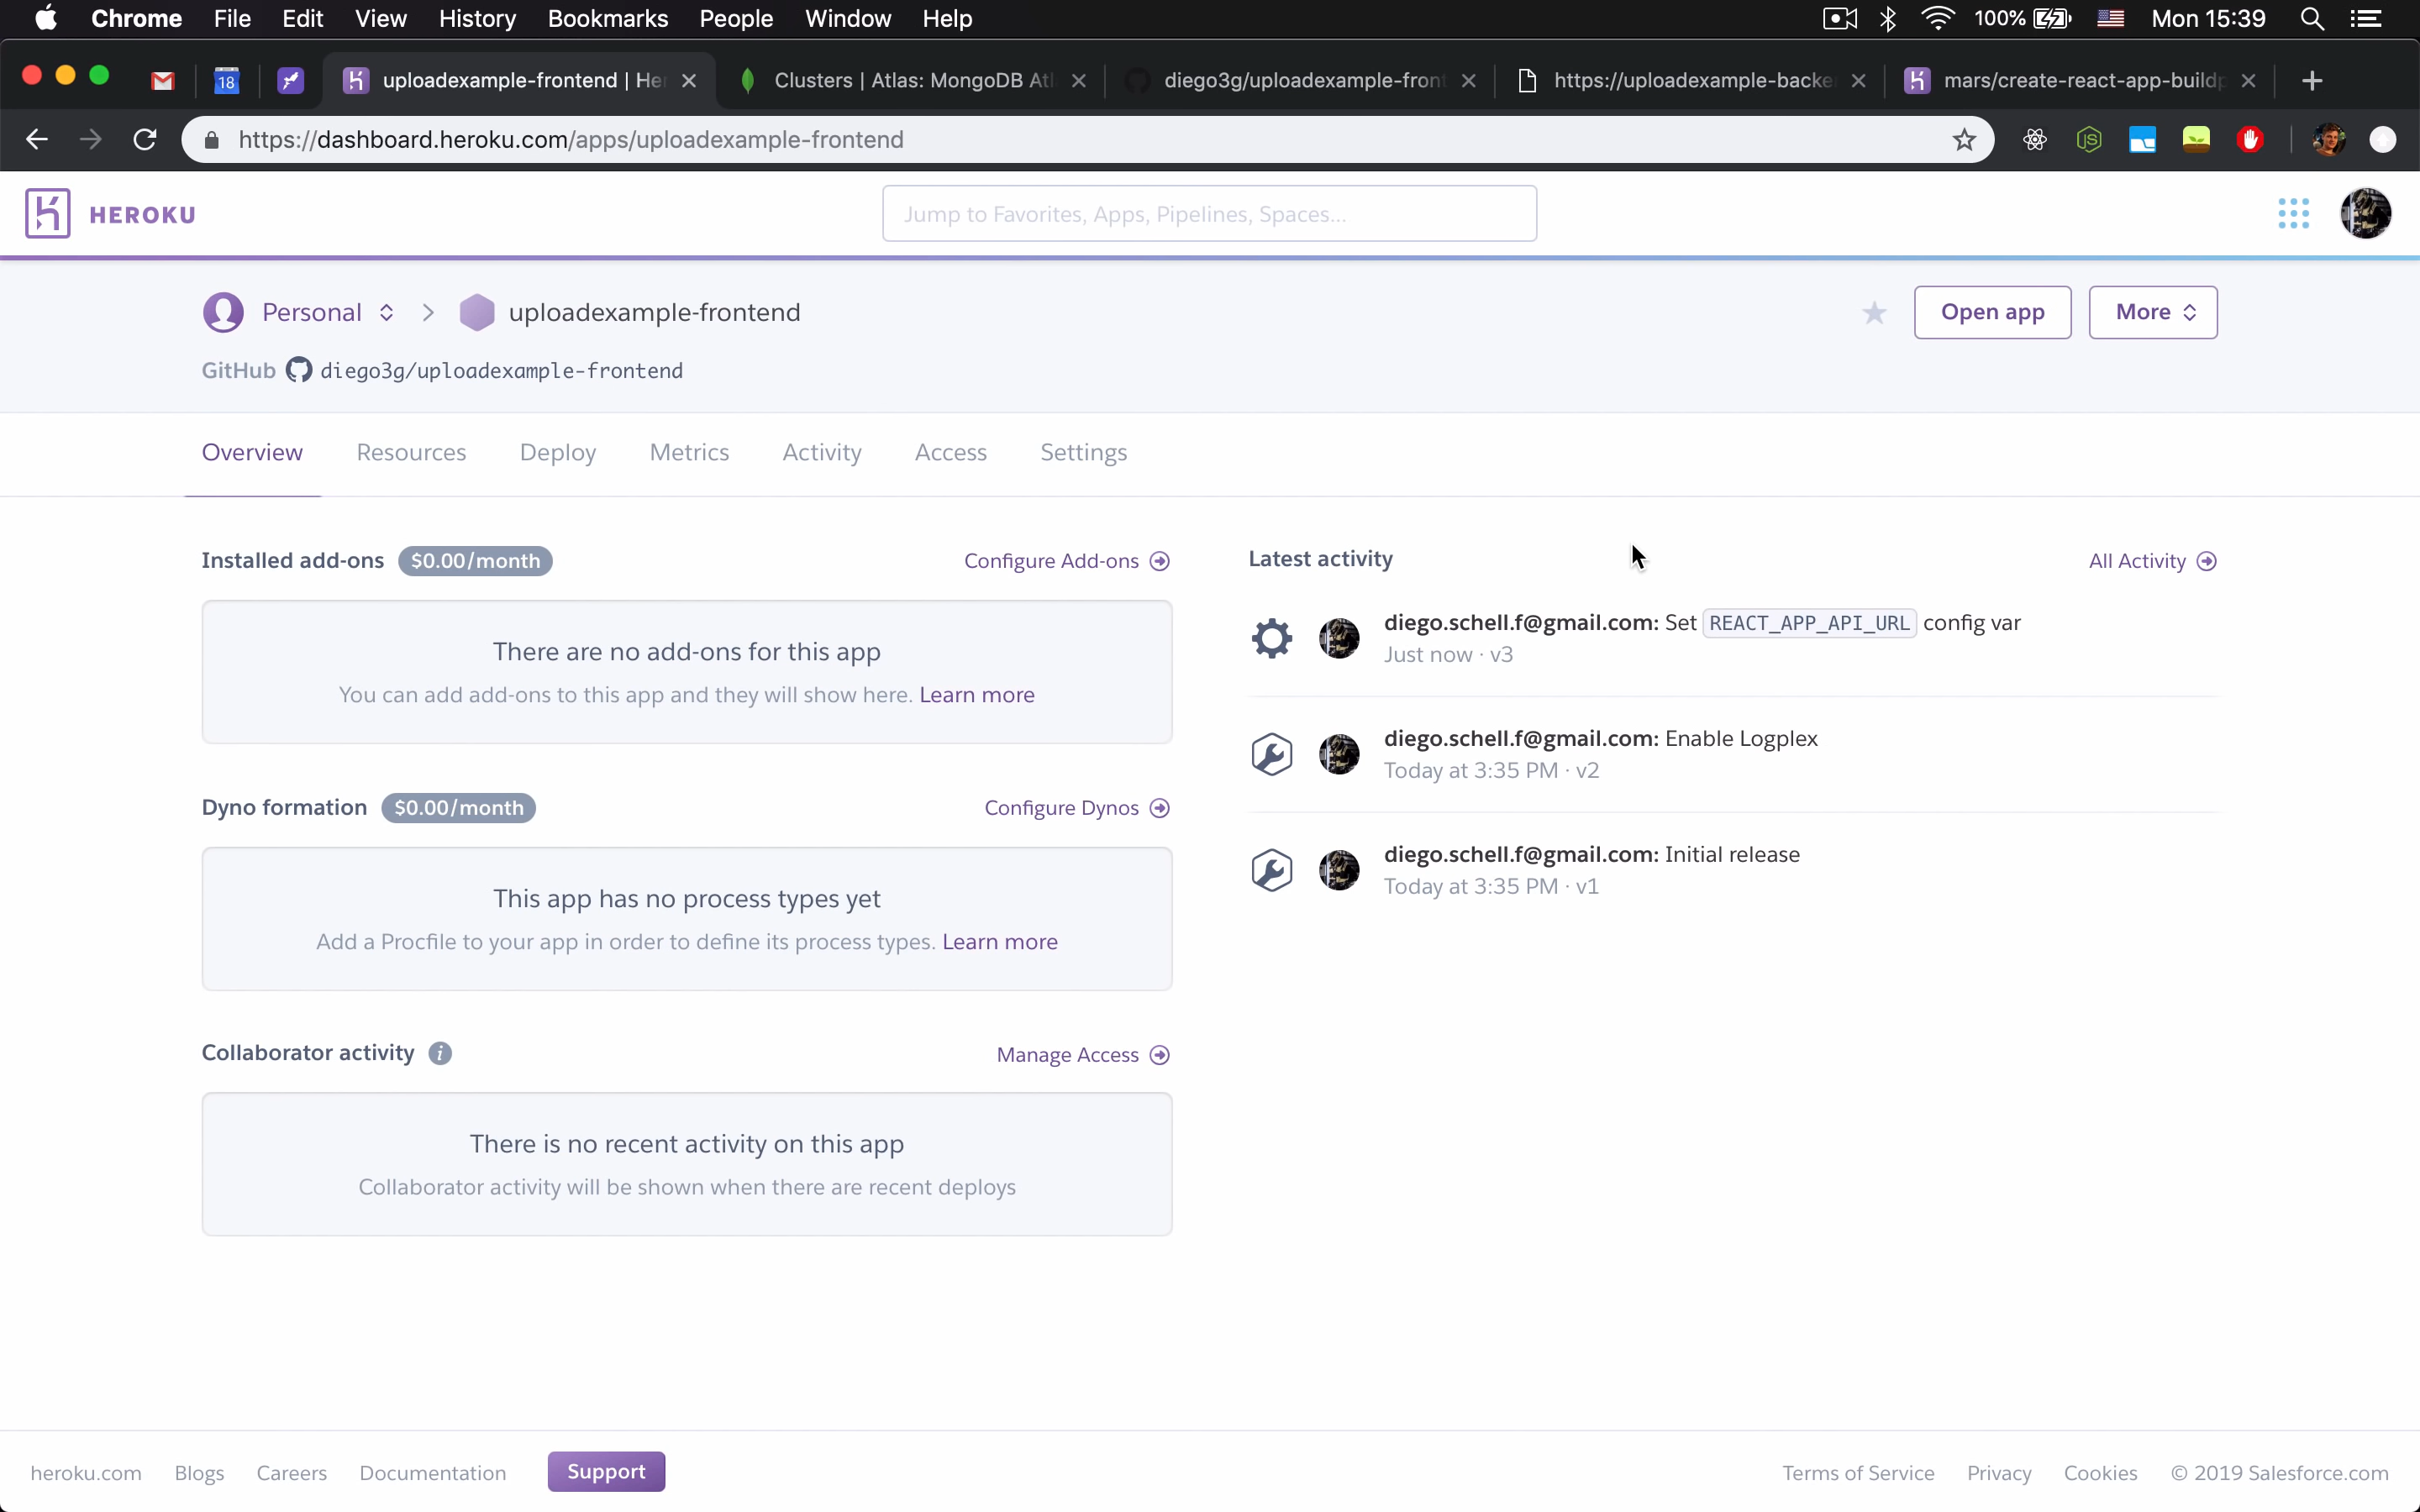 Chrome File Edit View History Bookmarks People Window Help 100% Mon 15:39
18 uploadexample-frontend | He Clusters | Atlas: MongoDB Atl diego3g/uploadexample-front https://uploadexample-backe mars/create-react-app-buildp
https://dashboard.heroku.com/apps/uploadexample-frontend
HEROKU Jump to Favorites, Apps, Pipelines, Spaces...
Personal uploadexample-frontend Open app More
GitHub diego3g/uploadexample-frontend
Overview Resources Deploy Metrics Activity Access Settings
Installed add-ons $0.00/month Configure Add-ons
There are no add-ons for this app
You can add add-ons to this app and they will show here. Learn more
Dyno formation $0.00/month Configure Dynos
This app has no process types yet
Add a Procfile to your app in order to define its process types. Learn more
Collaborator activity i Manage Access
There is no recent activity on this app
Collaborator activity will be shown when there are recent deploys
Latest activity All Activity
diego.schell.f@gmail.com: Set REACT_APP_API_URL config var
Just now · v3
diego.schell.f@gmail.com: Enable Logplex
Today at 3:35 PM · v2
diego.schell.f@gmail.com: Initial release
Today at 3:35 PM · v1
heroku.com Blogs Careers Documentation Support Terms of Service Privacy Cookies © 2019 Salesforce.com